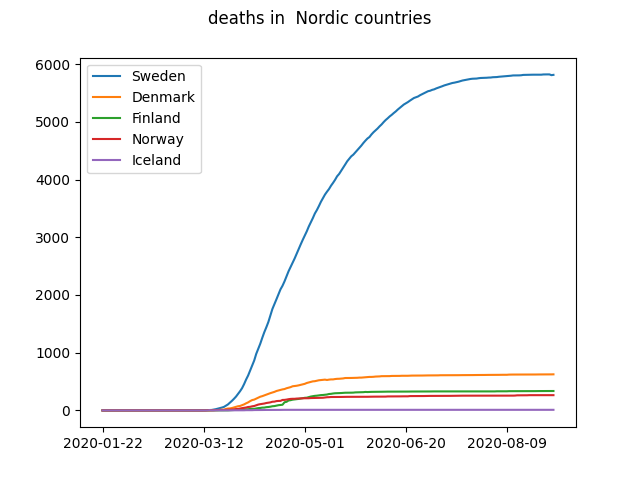 deaths in  Nordic countries
Sweden
Denmark
Finland
Norway
Iceland
6000
5000
4000
3000
2000
1000
0
2020-01-22 2020-03-12 2020-05-01 2020-06-20 2020-08-09